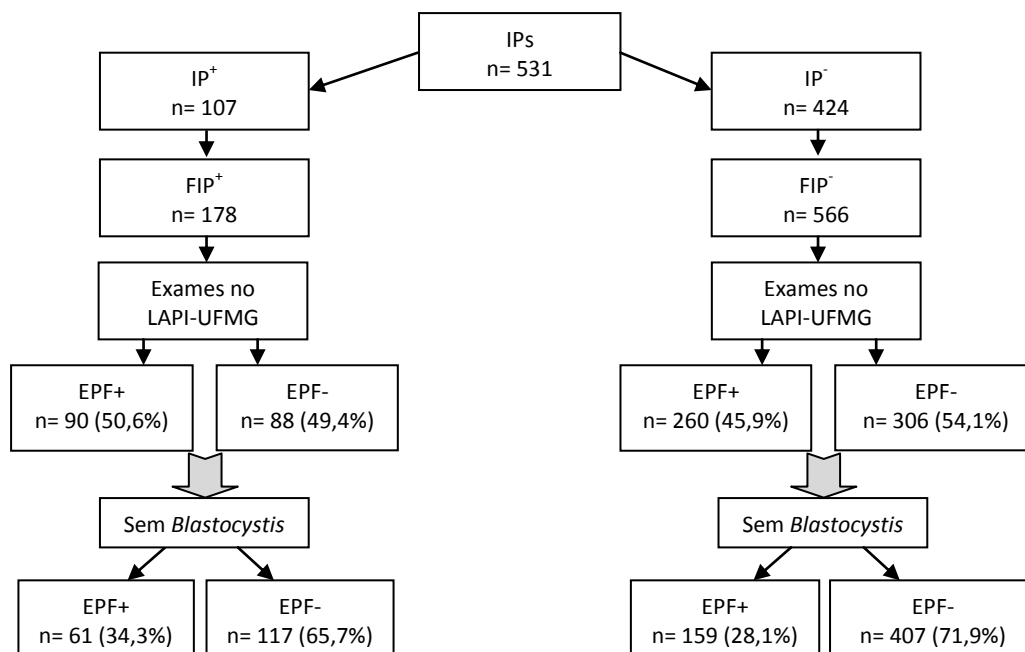 IPs
n= 531
IP+
n= 107
IP-
n= 424
FIP+
n= 178
FIP-
n= 566
Exames no
LAPI-UFMG
Exames no
LAPI-UFMG
EPF+
n= 90 (50,6%)
EPF-
n= 88 (49,4%)
EPF+
n= 260 (45,9%)
EPF-
n= 306 (54,1%)
Sem Blastocystis
Sem Blastocystis
EPF+
n= 61 (34,3%)
EPF-
n= 117 (65,7%)
EPF+
n= 159 (28,1%)
EPF-
n= 407 (71,9%)